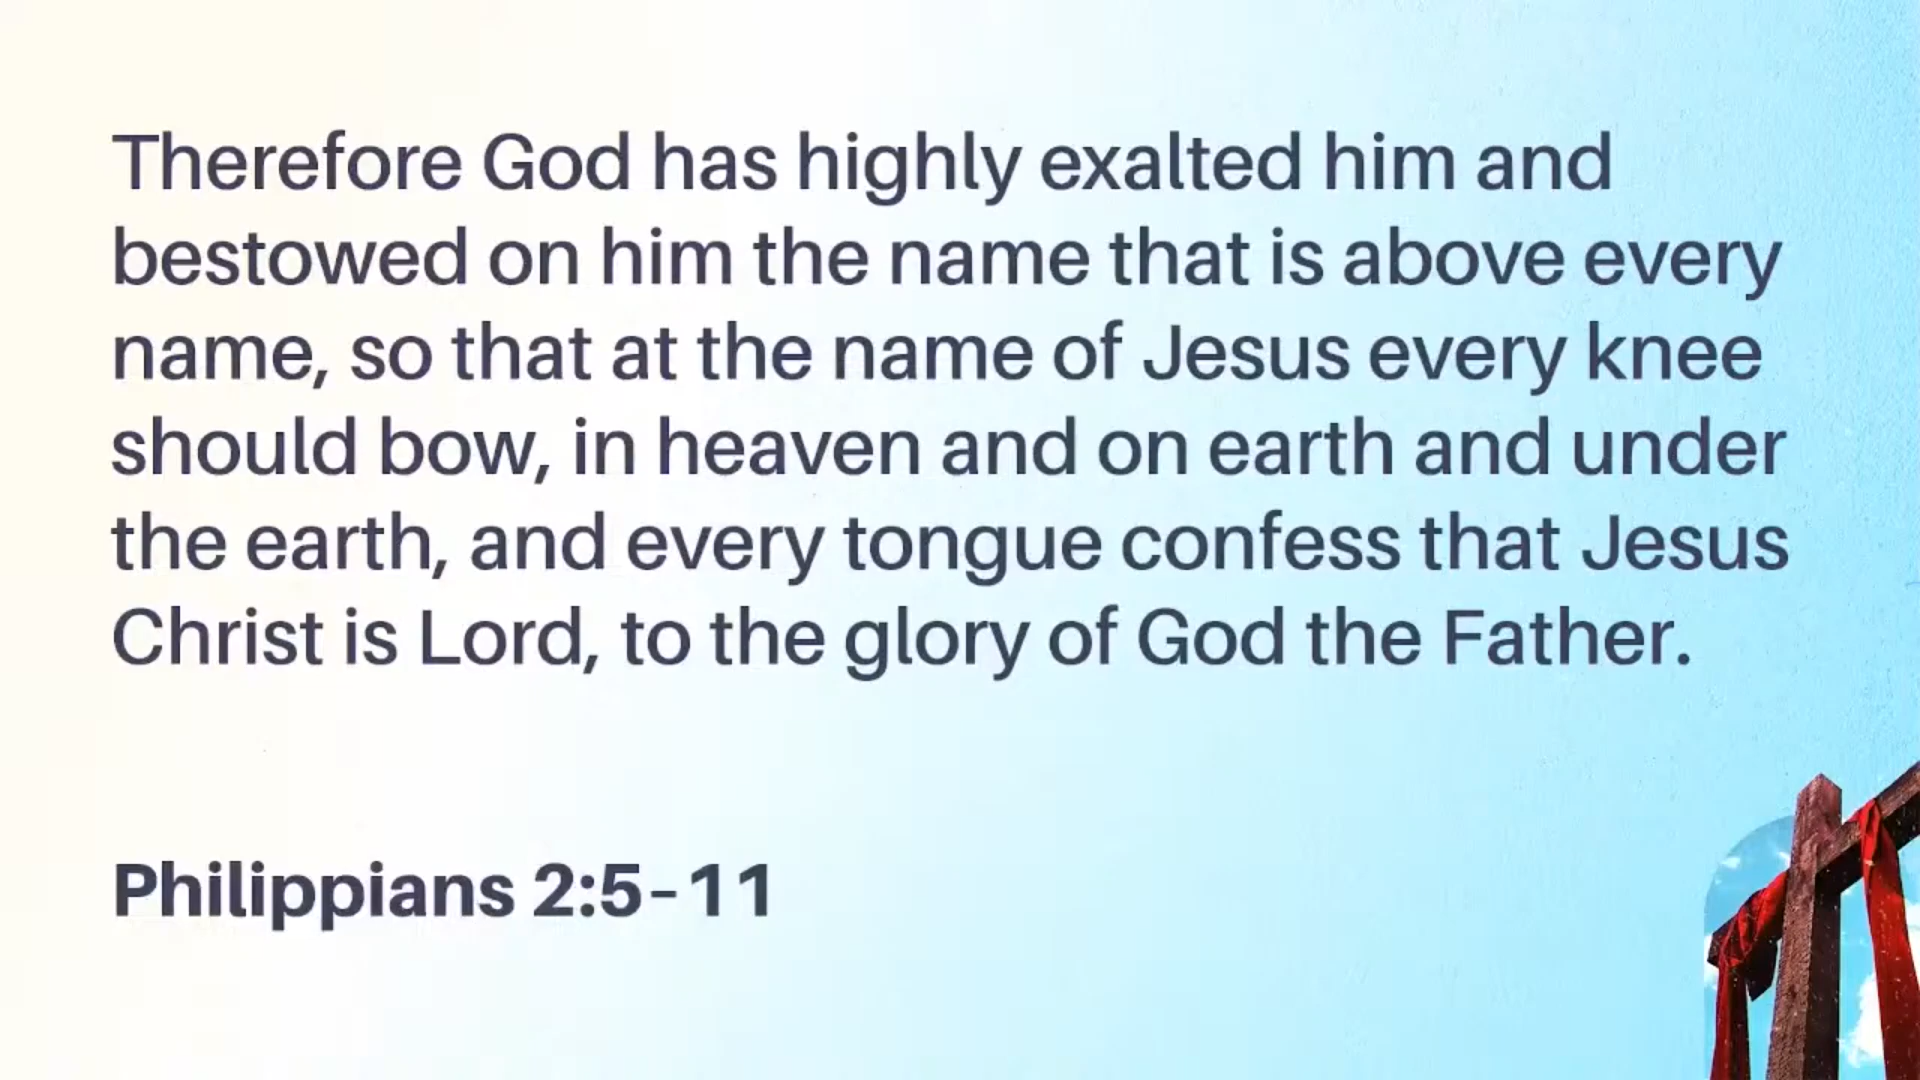 Therefore God has highly exalted him and
bestowed on him the name that is above every
name, so that at the name of Jesus every knee
should bow, in heaven and on earth and under
the earth, and every tongue confess that Jesus
Christ is Lord, to the glory of God the Father.
Philippians 2:5-11